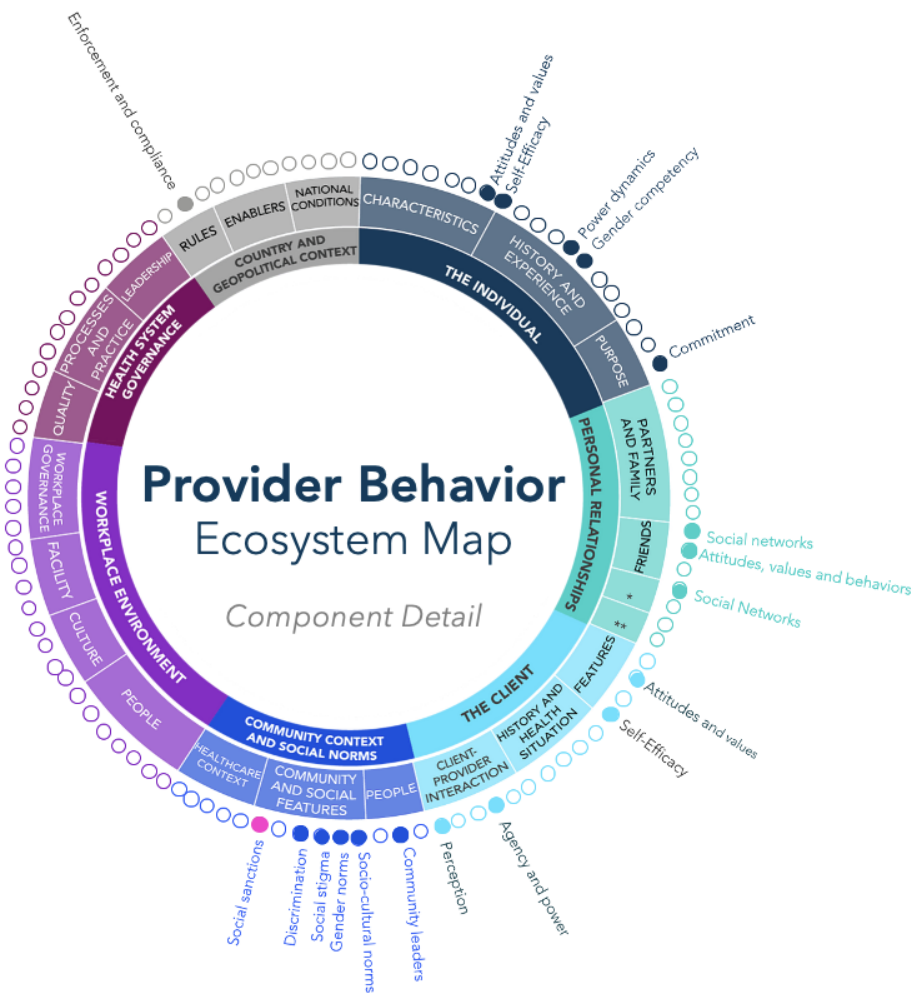 Provider Behavior
Ecosystem Map
Component Detail
THE INDIVIDUAL
CHARACTERISTICS
HISTORY AND
EXPERIENCE
PURPOSE
Attitudes and values
Self-Efficacy
Power dynamics
Gender competency
Commitment
PERSONAL RELATIONSHIPS
PARTNERS
AND FAMILY
FRIENDS
*
**
Social networks
Attitudes, values and behaviors
Social Networks
THE CLIENT
FEATURES
HISTORY AND
HEALTH
SITUATION
CLIENT-
PROVIDER
INTERACTION
Attitudes and values
Self-Efficacy
Agency and power
Perception
COMMUNITY CONTEXT
AND SOCIAL NORMS
PEOPLE
COMMUNITY
AND SOCIAL
FEATURES
HEALTHCARE
CONTEXT
Community leaders
Socio-cultural norms
Gender norms
Social stigma
Discrimination
Social sanctions
WORKPLACE ENVIRONMENT
PEOPLE
CULTURE
FACILITY
WORKPLACE
GOVERNANCE
HEALTH SYSTEM
GOVERNANCE
QUALITY
PROCESSES
AND
PRACTICE
LEADERSHIP
COUNTRY AND
GEOPOLITICAL CONTEXT
RULES
ENABLERS
NATIONAL
CONDITIONS
Enforcement and compliance